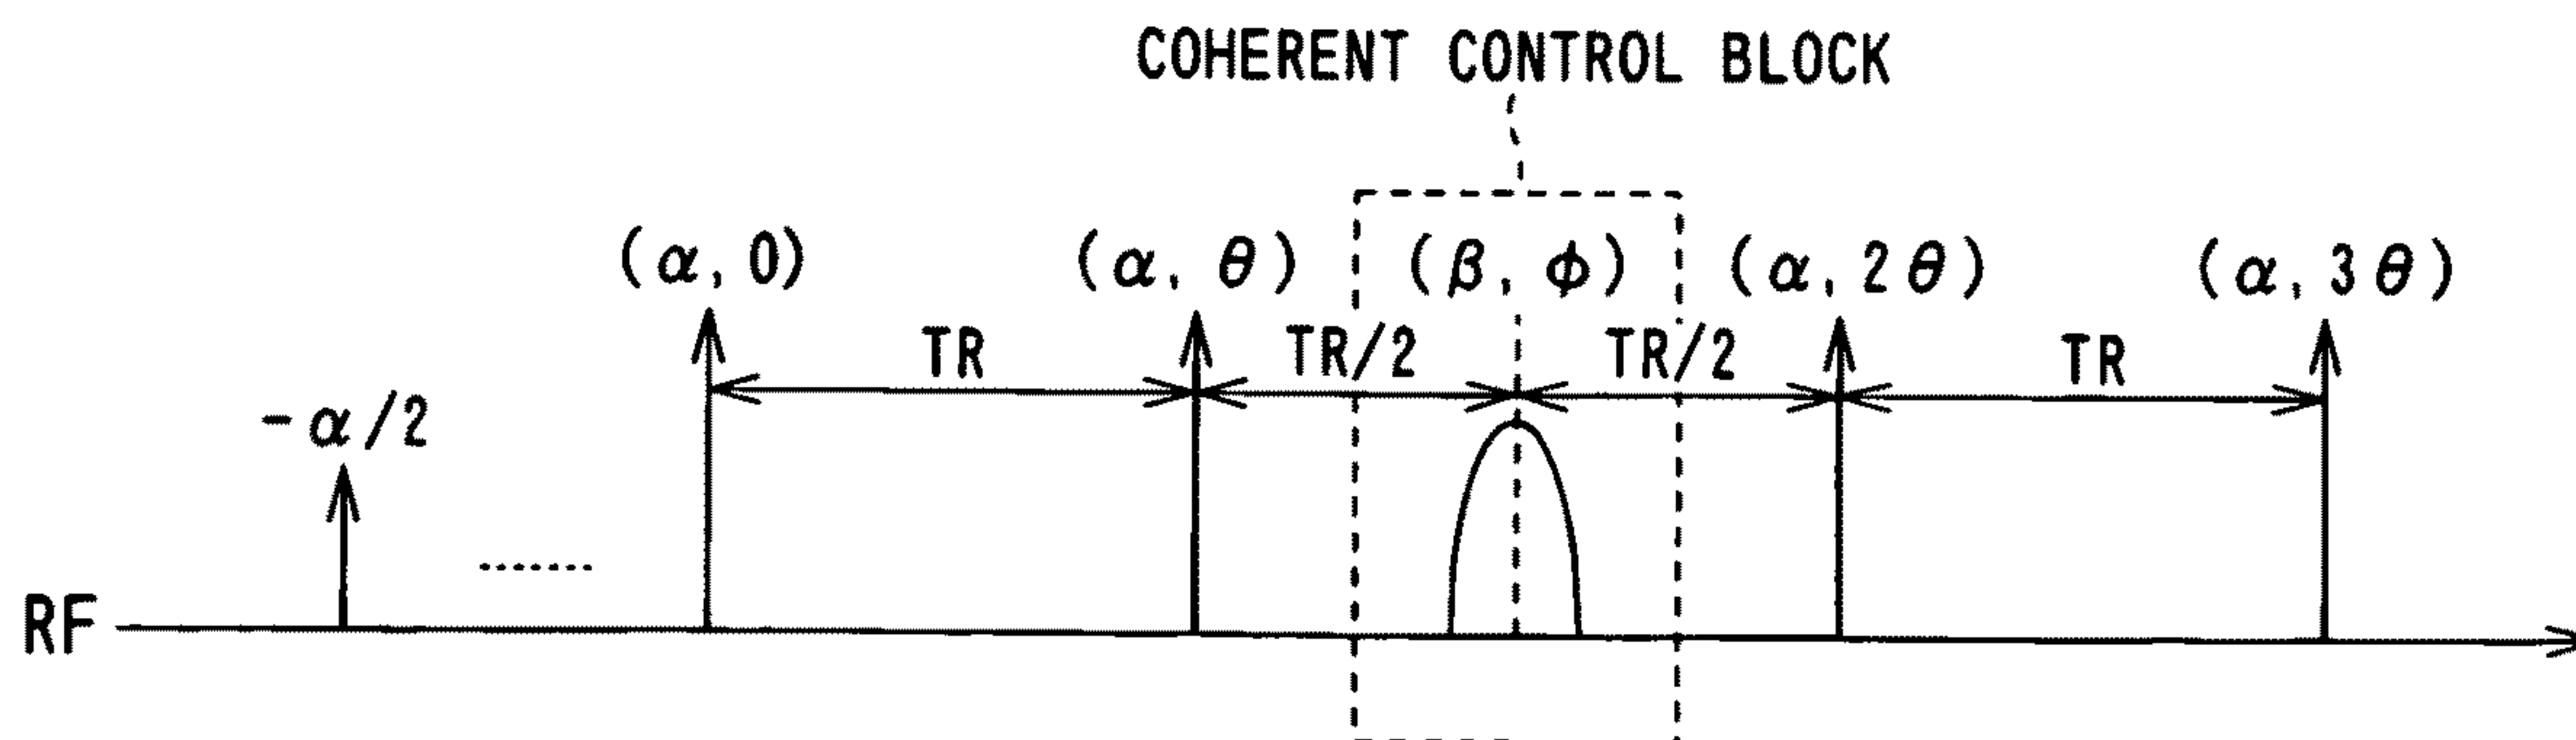 COHERENT CONTROL BLOCK
(α, 0) (α, θ) (β, φ) (α, 2θ) (α, 3θ)
TR TR/2 TR/2 TR
-α/2
RF